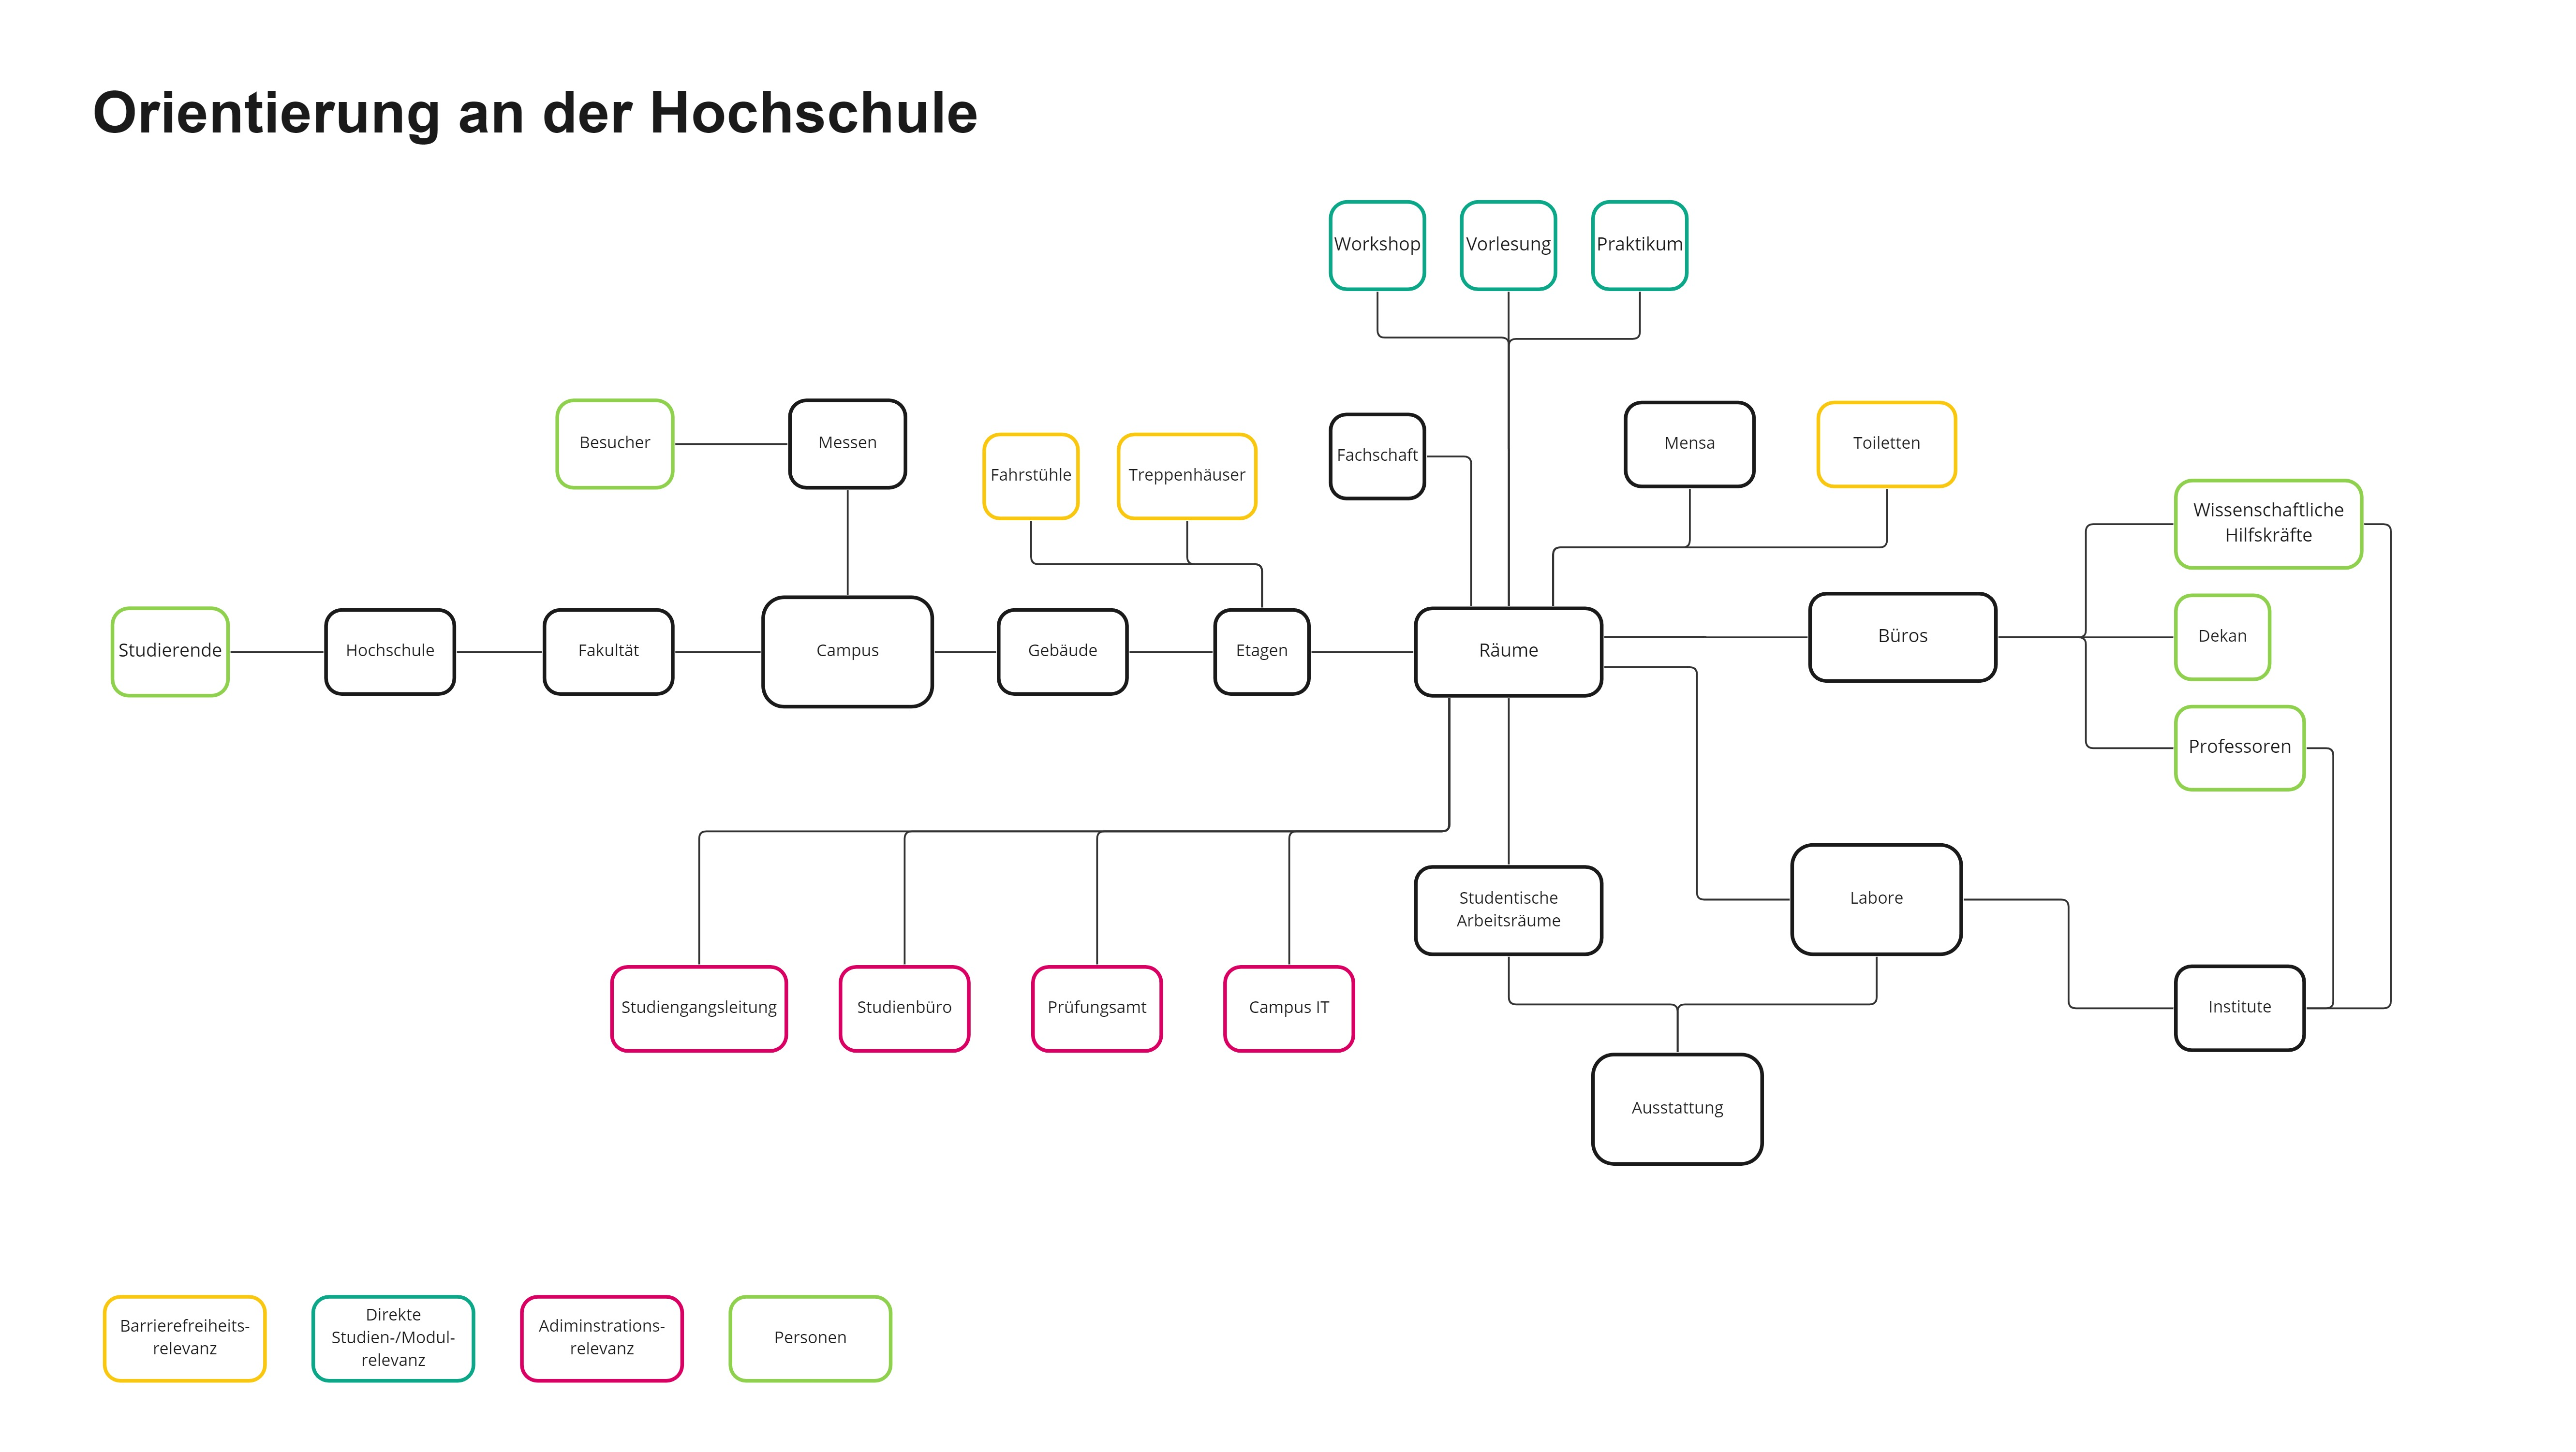 Orientierung an der Hochschule
Workshop
Vorlesung
Praktikum
Besucher
Messen
Fahrstühle
Treppenhäuser
Fachschaft
Mensa
Toiletten
Wissenschaftliche
Hilfskräfte
Studierende
Hochschule
Fakultät
Campus
Gebäude
Etagen
Räume
Büros
Dekan
Professoren
Studentische
Arbeitsräume
Labore
Studiengangsleitung
Studienbüro
Prüfungsamt
Campus IT
Institute
Ausstattung
Barrierefreiheits-
relevanz
Direkte
Studien-/Modul-
relevanz
Adiminstrations-
relevanz
Personen